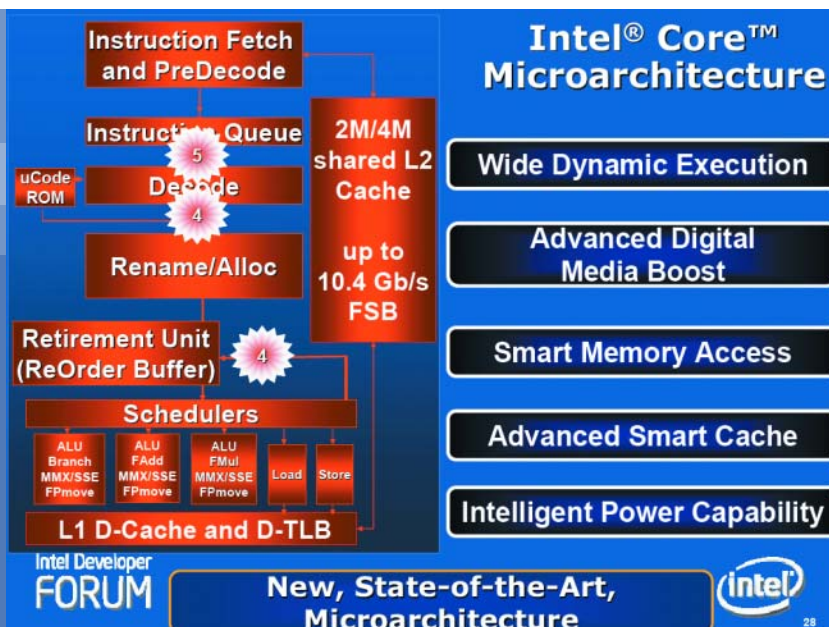 Instruction Fetch
and PreDecode
Instruction Queue
5
uCode
ROM
Decode
4
Rename/Alloc
2M/4M
shared L2
Cache
up to
10.4 Gb/s
FSB
Retirement Unit
(ReOrder Buffer)
4
Schedulers
ALU
Branch
MMX/SSE
FPmove
ALU
FAdd
MMX/SSE
FPmove
ALU
FMul
MMX/SSE
FPmove
Load
Store
L1 D-Cache and D-TLB
Intel® Core™
Microarchitecture
Wide Dynamic Execution
Advanced Digital
Media Boost
Smart Memory Access
Advanced Smart Cache
Intelligent Power Capability
Intel Developer
FORUM
New, State-of-the-Art,
Microarchitecture
intel®
28